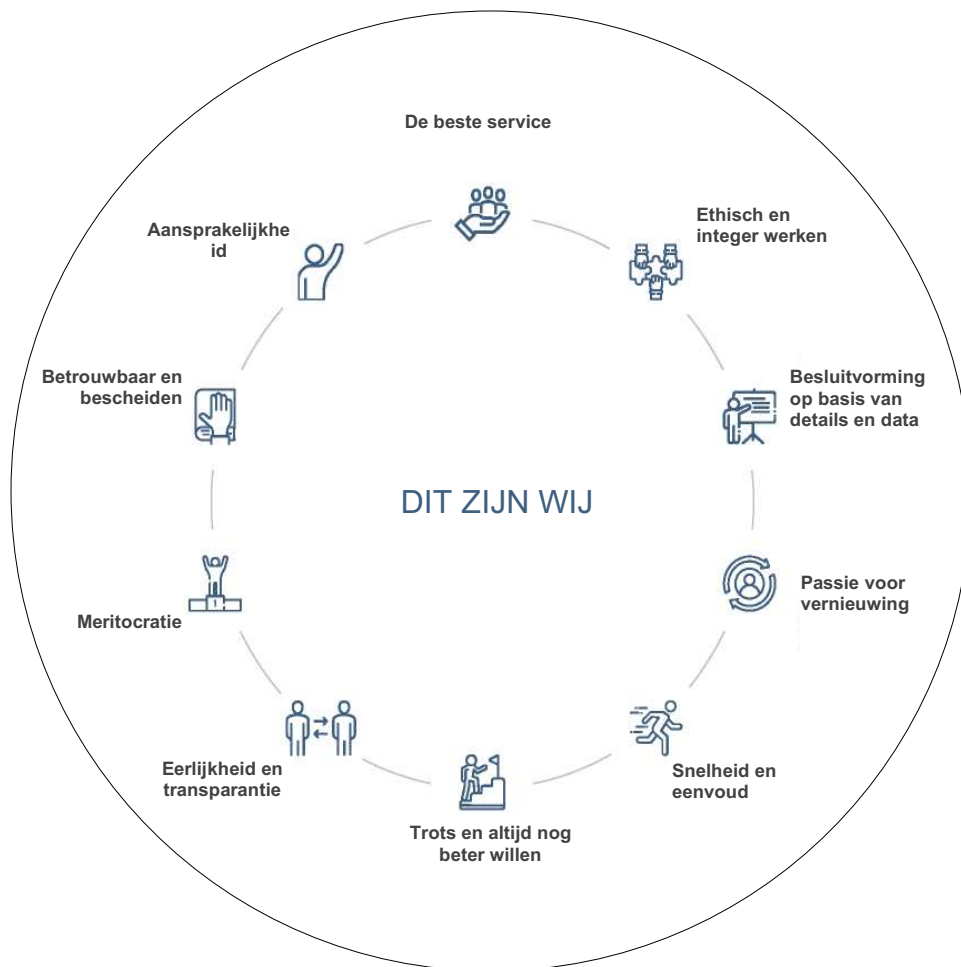 De beste service
Ethisch en
integer werken
Besluitvorming
op basis van
details en data
Passie voor
vernieuwing
Snelheid en
eenvoud
Trots en altijd nog
beter willen
Eerlijkheid en
transparantie
Meritocratie
Betrouwbaar en
bescheiden
Aansprakelijkhe
id
DIT ZIJN WIJ